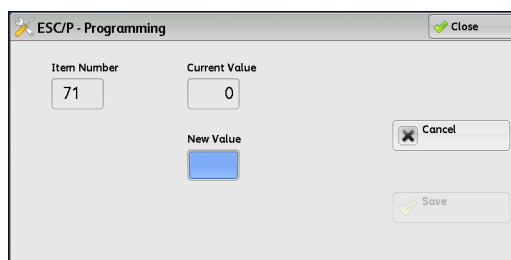 ESC/P - Programming
Close
Item Number
Current Value
71
0
New Value
Cancel
Save